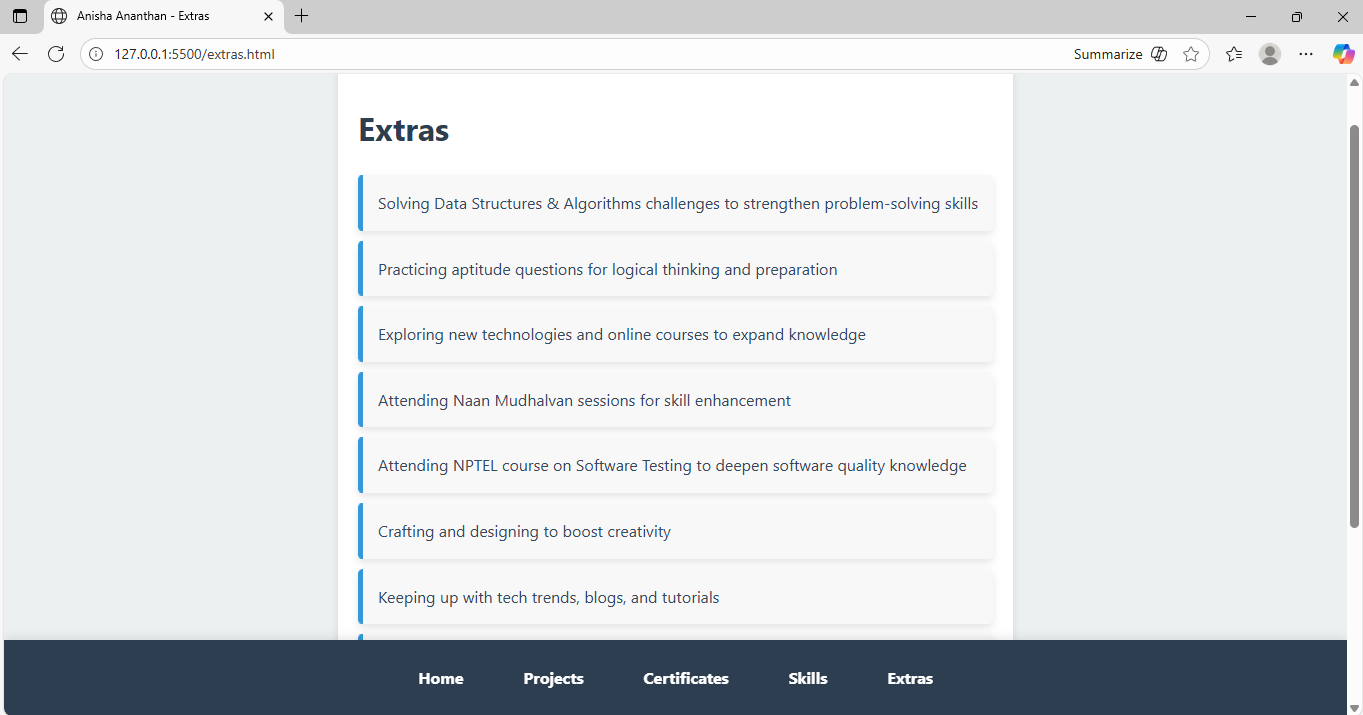 Anisha Ananthan - Extras
127.0.0.1:5500/extras.html
Summarize
Extras
Solving Data Structures & Algorithms challenges to strengthen problem-solving skills
Practicing aptitude questions for logical thinking and preparation
Exploring new technologies and online courses to expand knowledge
Attending Naan Mudhalvan sessions for skill enhancement
Attending NPTEL course on Software Testing to deepen software quality knowledge
Crafting and designing to boost creativity
Keeping up with tech trends, blogs, and tutorials
Home Projects Certificates Skills Extras